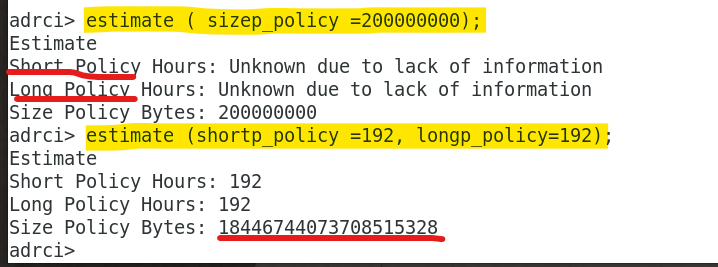 adrci> estimate ( sizep_policy =200000000);
Estimate
Short Policy Hours: Unknown due to lack of information
Long Policy Hours: Unknown due to lack of information
Size Policy Bytes: 200000000
adrci> estimate (shortp_policy =192, longp_policy=192);
Estimate
Short Policy Hours: 192
Long Policy Hours: 192
Size Policy Bytes: 18446744073708515328
adrci>